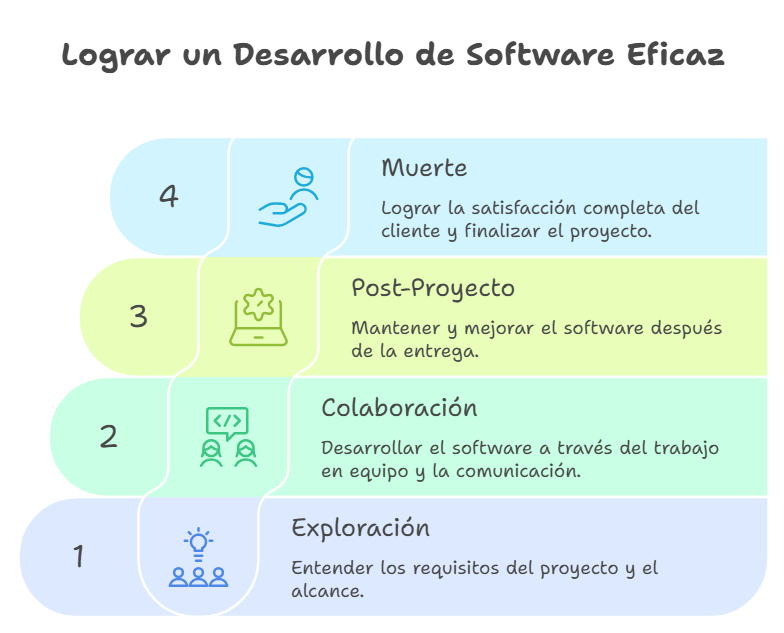 Lograr un Desarrollo de Software Eficaz
4
Muerte
Lograr la satisfacción completa del
cliente y finalizar el proyecto.
3
Post-Proyecto
Mantener y mejorar el software después
de la entrega.
2
Colaboración
Desarrollar el software a través del trabajo
en equipo y la comunicación.
1
Exploración
Entender los requisitos del proyecto y el
alcance.